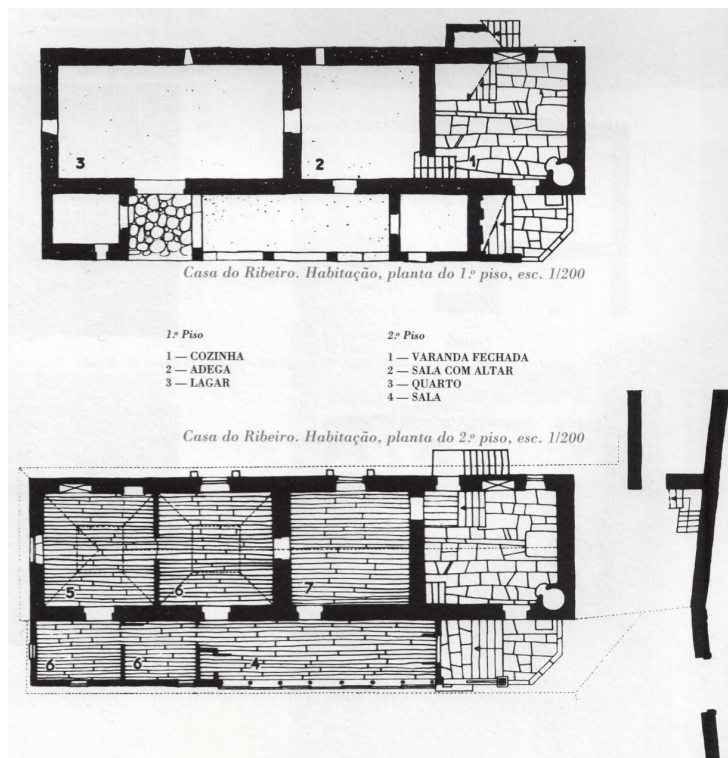 3
2
1
Casa do Ribeiro. Habitação, planta do 1.º piso, esc. 1/200
1.º Piso
1 — COZINHA
2 — ADEGA
3 — LAGAR
2.º Piso
1 — VARANDA FECHADA
2 — SALA COM ALTAR
3 — QUARTO
4 — SALA
Casa do Ribeiro. Habitação, planta do 2.º piso, esc. 1/200
5
6
7
6
6
4